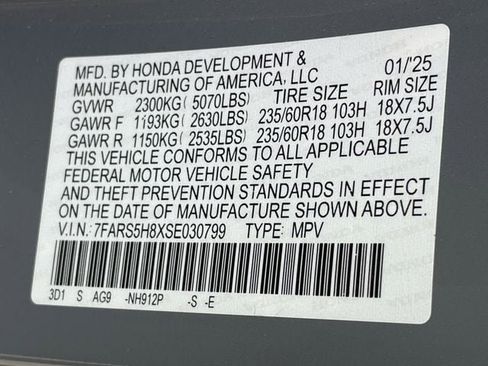 MFD. BY HONDA DEVELOPMENT & 01/'25
MANUFACTURING OF AMERICA, LLC
GVWR 2300KG (5070LBS) TIRE SIZE RIM SIZE
GAWR F 1193KG (2630LBS) 235/60R18 103H 18X7.5J
GAWR R 1150KG (2535LBS) 235/60R18 103H 18X7.5J
THIS VEHICLE CONFORMS TO ALL APPLICABLE
FEDERAL MOTOR VEHICLE SAFETY
AND THEFT PREVENTION STANDARDS IN EFFECT
ON THE DATE OF MANUFACTURE SHOWN ABOVE.
V.I.N.: 7FARS5H8XSE030799 TYPE: MPV
3D1 S AG9 -NH912P -S -E